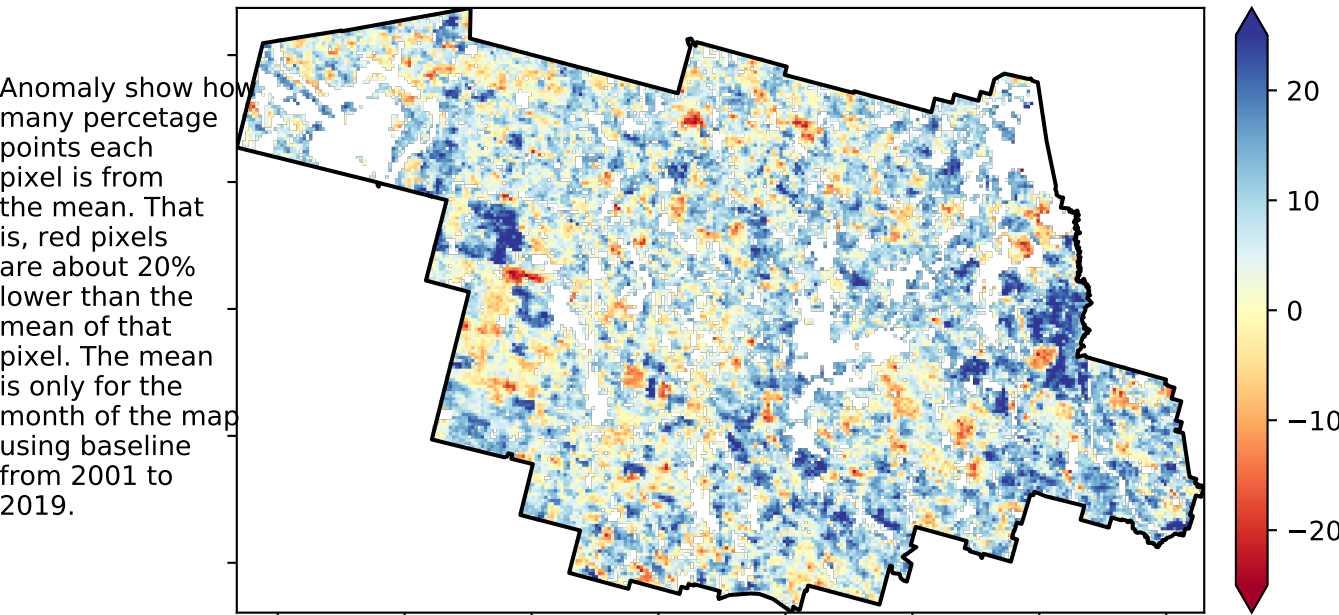 Anomaly show how
many percetage
points each
pixel is from
the mean. That
is, red pixels
are about 20%
lower than the
mean of that
pixel. The mean
is only for the
month of the map
using baseline
from 2001 to
2019.
20
10
0
−10
−20